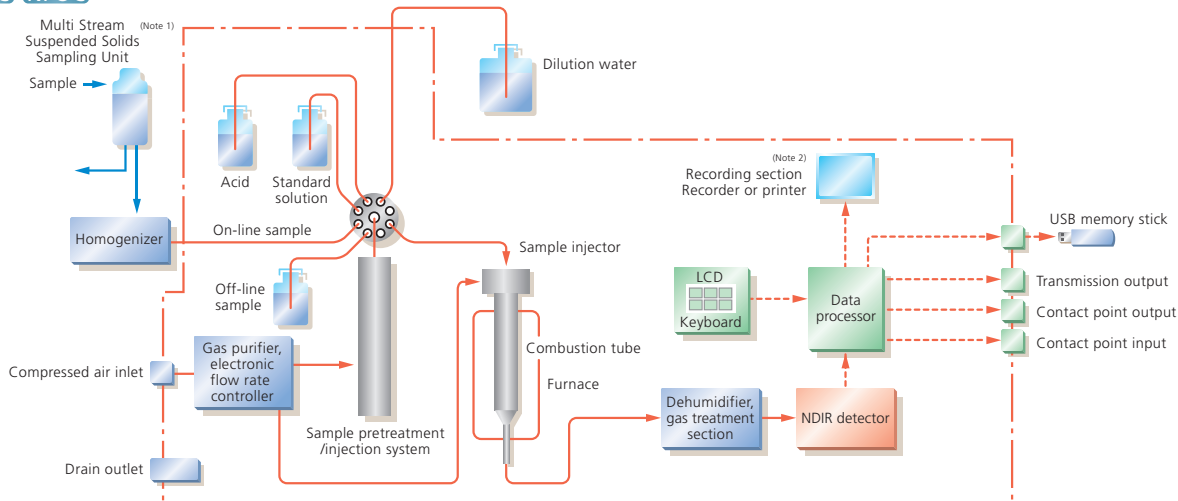 Multi Stream (Note 1)
Suspended Solids
Sampling Unit
Sample
Dilution water
Acid
Standard
solution
(Note 2)
Recording section
Recorder or printer
USB memory stick
Homogenizer
On-line sample
Sample injector
Off-line
sample
LCD
Keyboard
Data
processor
Transmission output
Contact point output
Contact point input
Compressed air inlet
Gas purifier,
electronic
flow rate
controller
Combustion tube
Furnace
Dehumidifier,
gas treatment
section
NDIR detector
Sample pretreatment
/injection system
Drain outlet